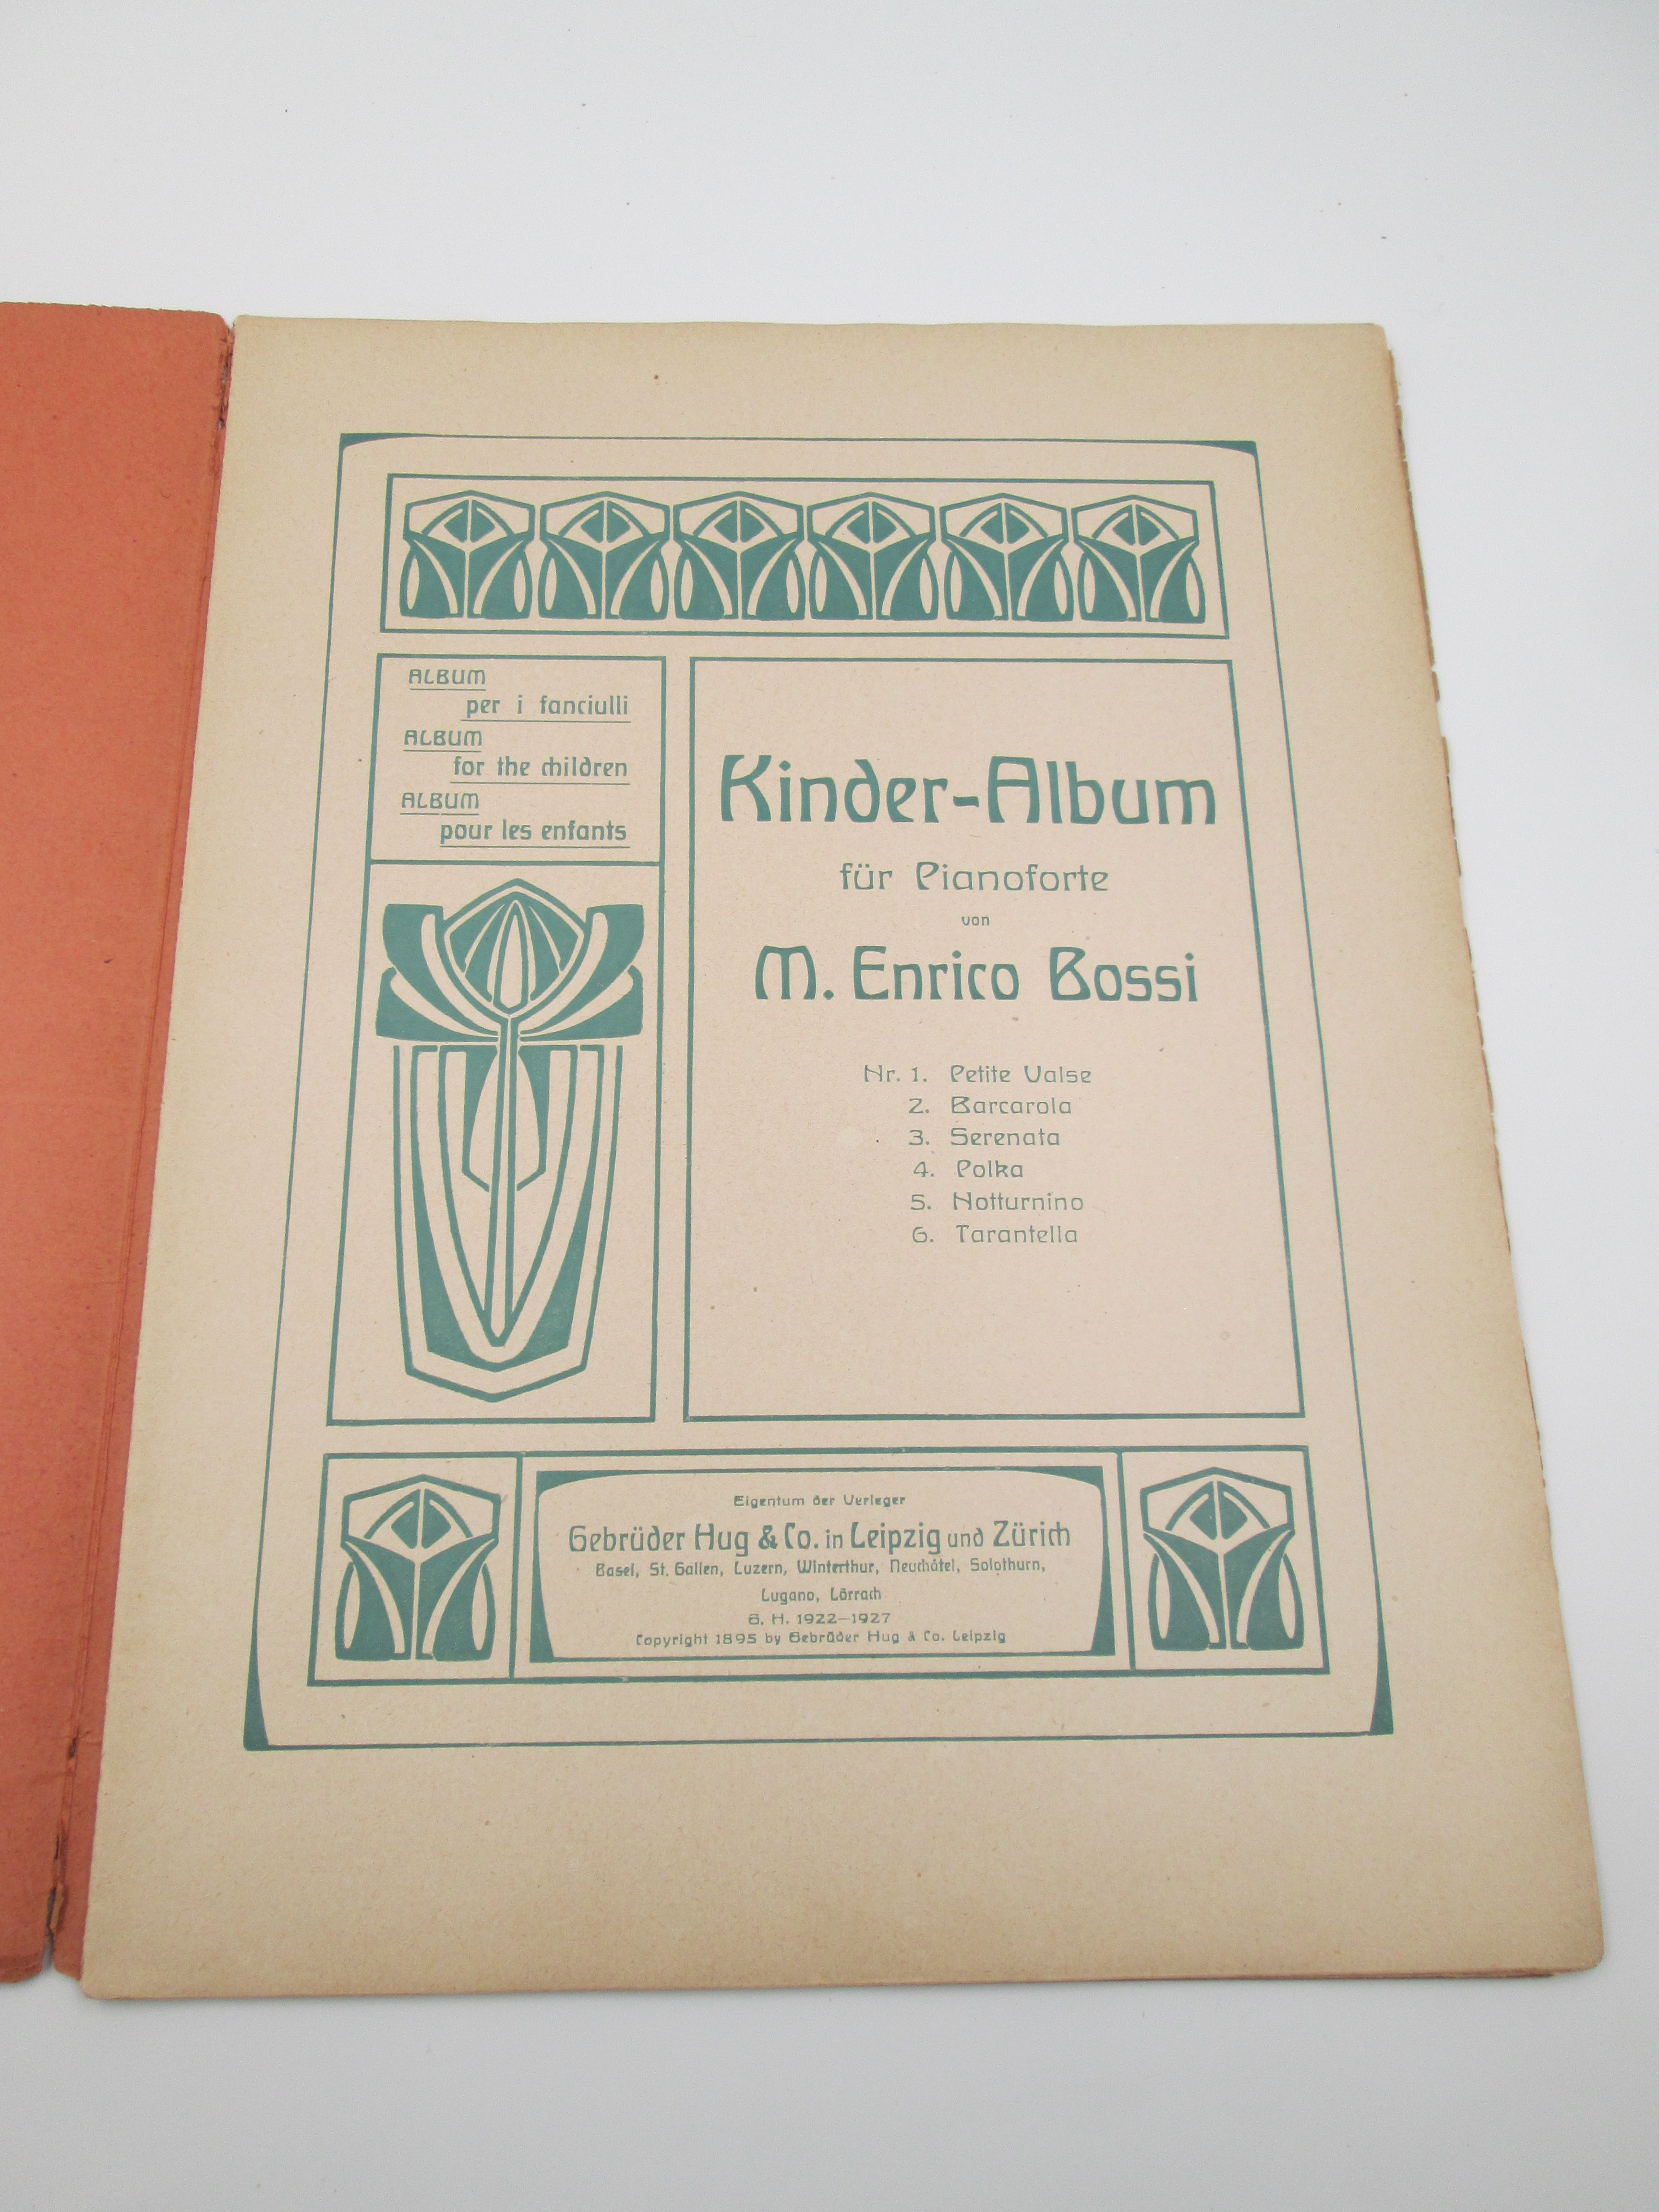 ALBUM
per i fanciulli
ALBUM
for the children
ALBUM
pour les enfants
Kinder-Album
für Pianoforte
von
M. Enrico Bossi
Nr. 1. Petite Valse
2. Barcarola
3. Serenata
4. Polka
5. Notturnino
6. Tarantella
Eigentum der Verleger
Gebrüder Hug & Co. in Leipzig und Zürich
Basel, St. Gallen, Luzern, Winterthur, Neuchâtel, Solothurn,
Lugano, Lörrach
G. H. 1922–1927
Copyright 1895 by Gebrüder Hug & Co. Leipzig